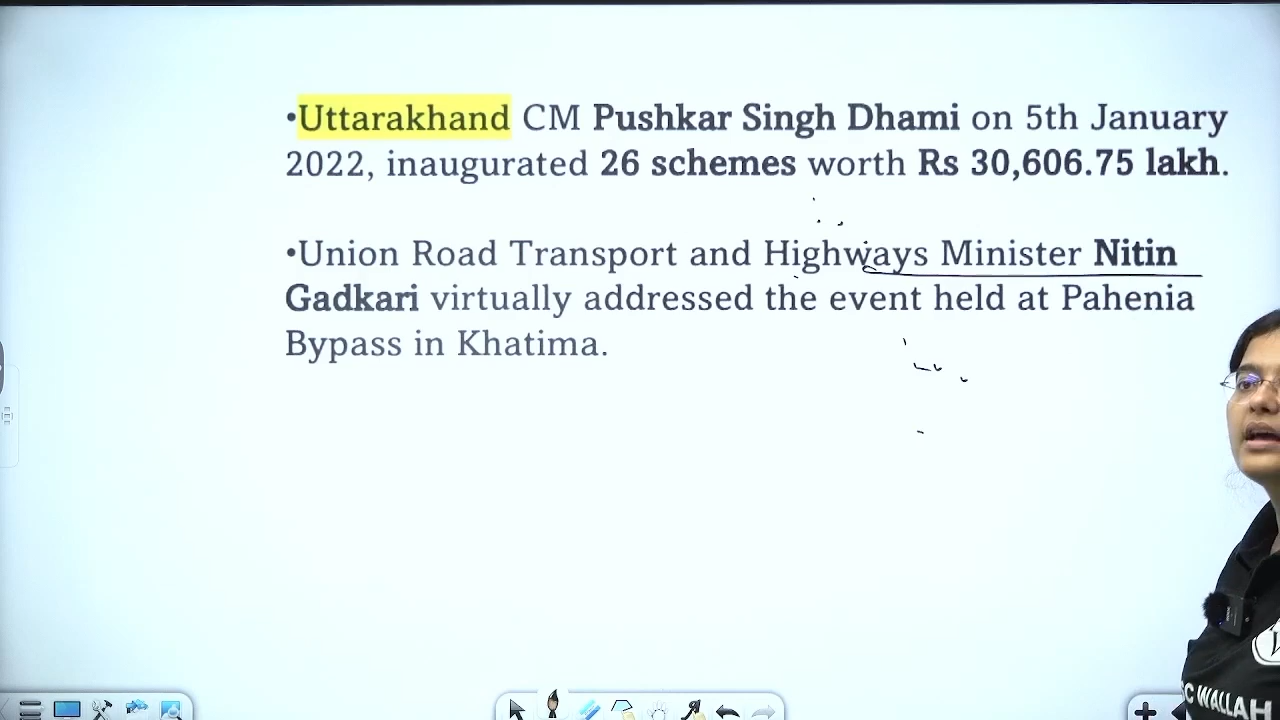 •Uttarakhand CM Pushkar Singh Dhami on 5th January
2022, inaugurated 26 schemes worth Rs 30,606.75 lakh.
•Union Road Transport and Highways Minister Nitin
Gadkari virtually addressed the event held at Pahenia
Bypass in Khatima.
C WALLAH